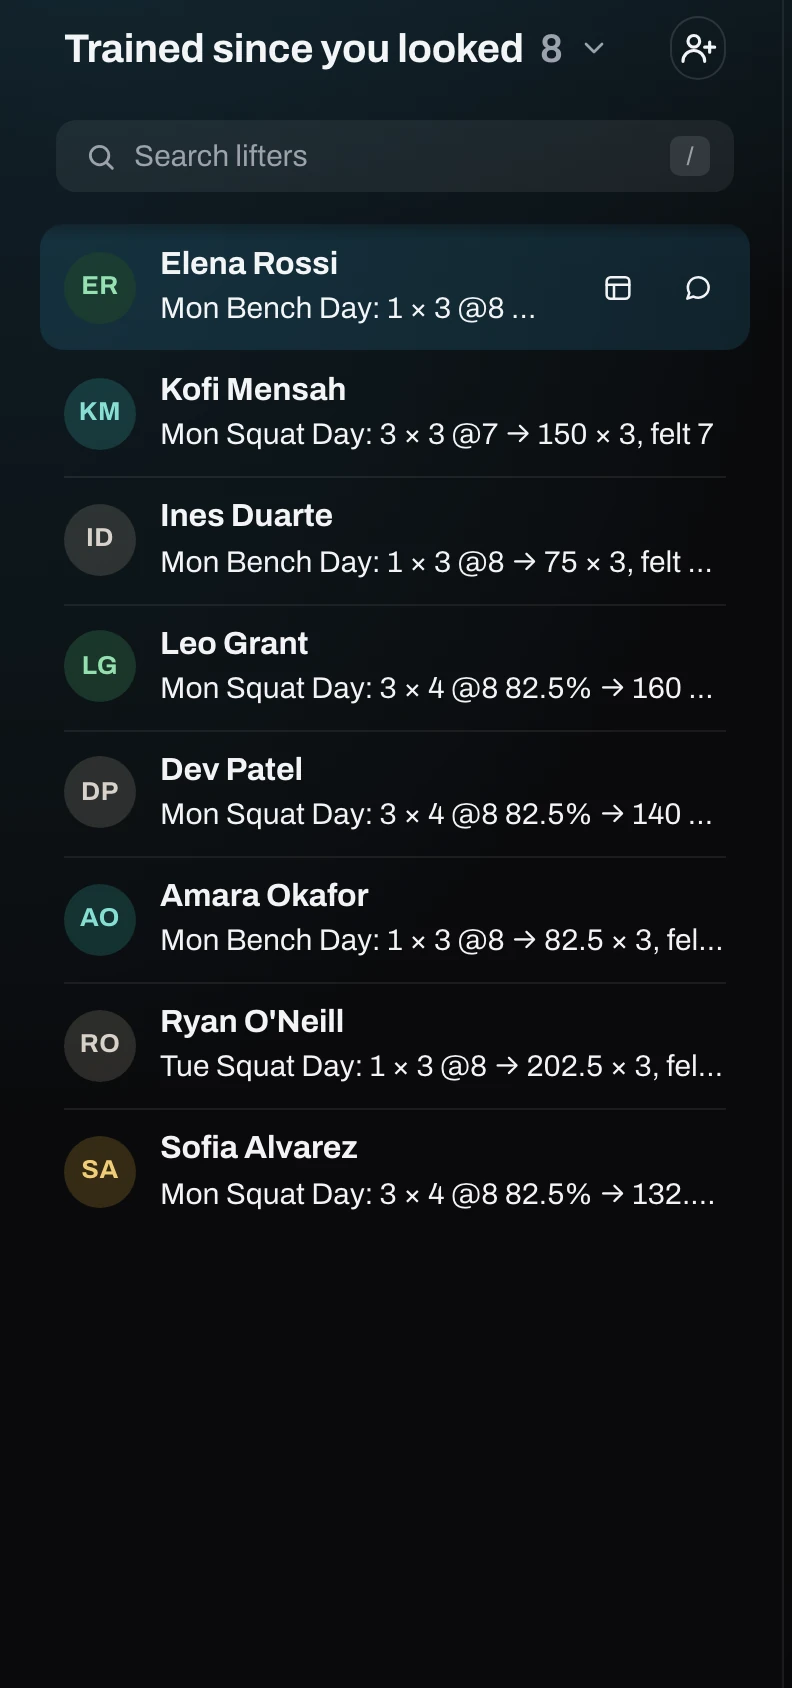 Trained since you looked 8
Search lifters /
ER
Elena Rossi
Mon Bench Day: 1 × 3 @8 ...
KM
Kofi Mensah
Mon Squat Day: 3 × 3 @7 → 150 × 3, felt 7
ID
Ines Duarte
Mon Bench Day: 1 × 3 @8 → 75 × 3, felt ...
LG
Leo Grant
Mon Squat Day: 3 × 4 @8 82.5% → 160 ...
DP
Dev Patel
Mon Squat Day: 3 × 4 @8 82.5% → 140 ...
AO
Amara Okafor
Mon Bench Day: 1 × 3 @8 → 82.5 × 3, fel...
RO
Ryan O'Neill
Tue Squat Day: 1 × 3 @8 → 202.5 × 3, fel...
SA
Sofia Alvarez
Mon Squat Day: 3 × 4 @8 82.5% → 132....